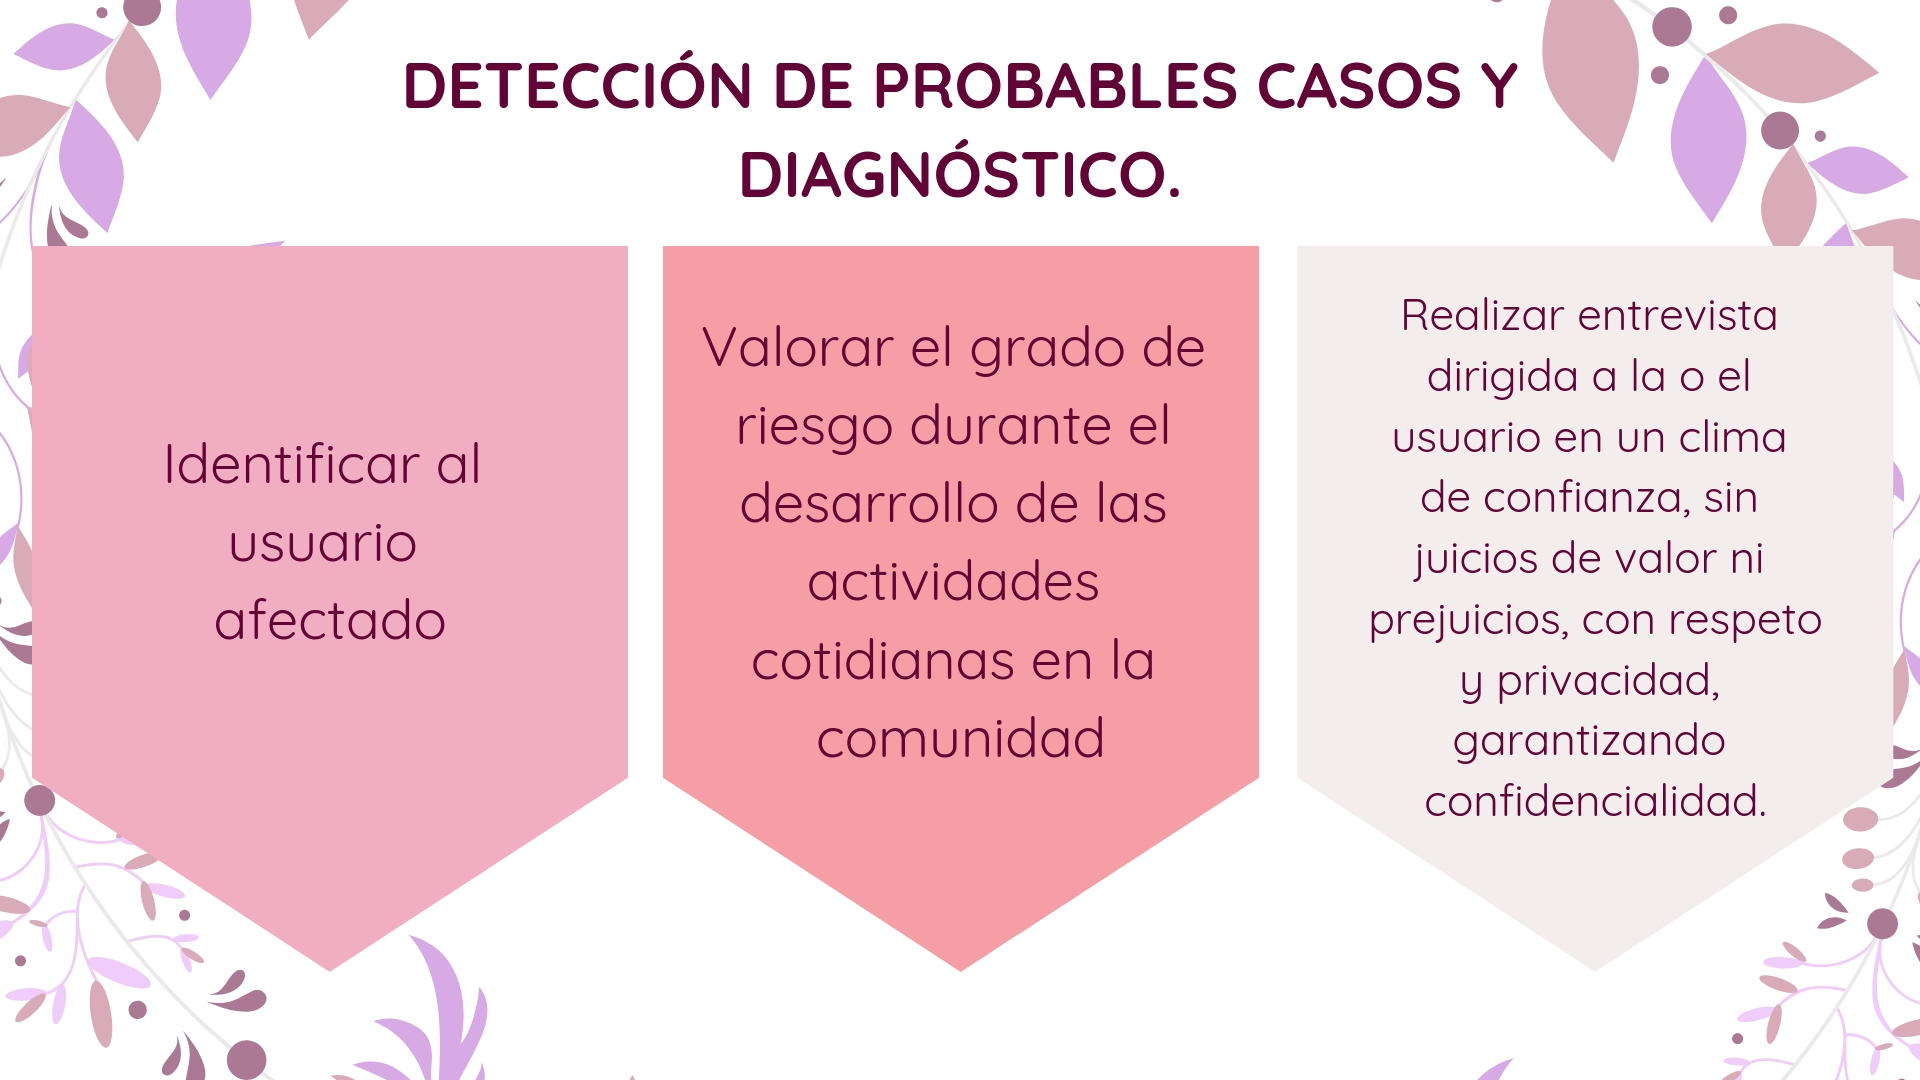 DETECCIÓN DE PROBABLES CASOS Y
DIAGNÓSTICO.
Identificar al
usuario
afectado
Valorar el grado de
riesgo durante el
desarrollo de las
actividades
cotidianas en la
comunidad
Realizar entrevista
dirigida a la o el
usuario en un clima
de confianza, sin
juicios de valor ni
prejuicios, con respeto
y privacidad,
garantizando
confidencialidad.